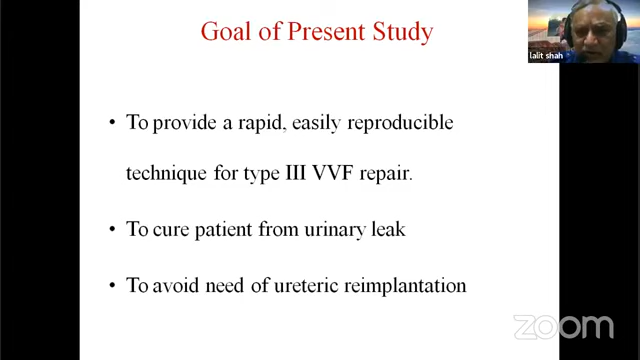 Goal of Present Study
lalit shah
• To provide a rapid, easily reproducible
technique for type III VVF repair.
• To cure patient from urinary leak
• To avoid need of ureteric reimplantation
zoom